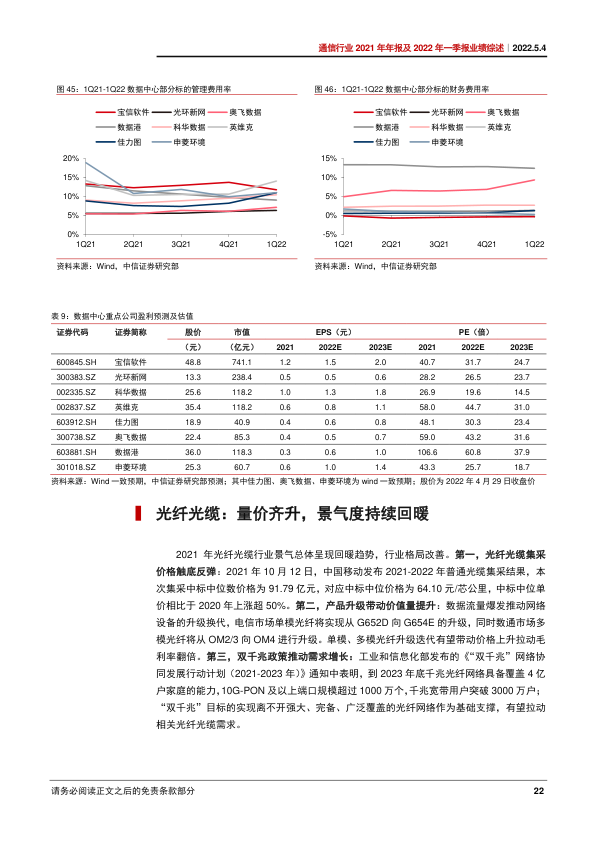 通信行业 2021 年年报及 2022 年一季报业绩综述｜2022.5.4
图 45：1Q21-1Q22 数据中心部分标的管理费用率
宝信软件 光环新网 奥飞数据
数据港 科华数据 英维克
佳力图 申菱环境
20%
15%
10%
5%
0%
1Q21 2Q21 3Q21 4Q21 1Q22
资料来源：Wind，中信证券研究部
图 46：1Q21-1Q22 数据中心部分标的财务费用率
宝信软件 光环新网 奥飞数据
数据港 科华数据 英维克
佳力图 申菱环境
15%
10%
5%
0%
-5%
1Q21 2Q21 3Q21 4Q21 1Q22
资料来源：Wind，中信证券研究部
表 9：数据中心重点公司盈利预测及估值
证券代码 证券简称 股价 市值 EPS（元） PE（倍）
（元） （亿元） 2021 2022E 2023E 2021 2022E 2023E
600845.SH 宝信软件 48.8 741.1 1.2 1.5 2.0 40.7 31.7 24.7
300383.SZ 光环新网 13.3 238.4 0.5 0.5 0.6 28.2 26.5 23.7
002335.SZ 科华数据 25.6 118.2 1.0 1.3 1.8 26.9 19.6 14.5
002837.SZ 英维克 35.4 118.2 0.6 0.8 1.1 58.0 44.7 31.0
603912.SH 佳力图 18.9 40.9 0.4 0.6 0.8 48.1 30.3 23.4
300738.SZ 奥飞数据 22.4 85.3 0.4 0.5 0.7 59.0 43.2 31.6
603881.SH 数据港 36.0 118.3 0.3 0.6 1.0 106.6 60.8 37.9
301018.SZ 申菱环境 25.3 60.7 0.6 1.0 1.4 43.3 25.7 18.7
资料来源：Wind 一致预期，中信证券研究部预测；其中佳力图、奥飞数据、申菱环境为 wind 一致预期；股价为 2022 年 4 月 29 日收盘价
光纤光缆：量价齐升，景气度持续回暖
2021 年光纤光缆行业景气总体呈现回暖趋势，行业格局改善。第一，光纤光缆集采
价格触底反弹：2021 年 10 月 12 日，中国移动发布 2021-2022 年普通光缆集采结果，本
次集采中标中位数价格为 91.79 亿元，对应中标中位价格为 64.10 元/芯公里，中标中位单
价相比于 2020 年上涨超 50%。第二，产品升级带动价值量提升：数据流量爆发推动网络
设备的升级换代，电信市场单模光纤将实现从 G652D 向 G654E 的升级，同时数通市场多
模光纤将从 OM2/3 向 OM4 进行升级。单模、多模光纤升级迭代有望带动价格上升拉动毛
利率翻倍。第三，双千兆政策推动需求增长：工业和信息化部发布的《“双千兆”网络协
同发展行动计划（2021-2023 年）》通知中表明，到 2023 年底千兆光纤网络具备覆盖 4 亿
户家庭的能力，10G-PON 及以上端口规模超过 1000 万个，千兆宽带用户突破 3000 万户；
“双千兆”目标的实现离不开强大、完备、广泛覆盖的光纤网络作为基础支撑，有望拉动
相关光纤光缆需求。
请务必阅读正文之后的免责条款部分 22